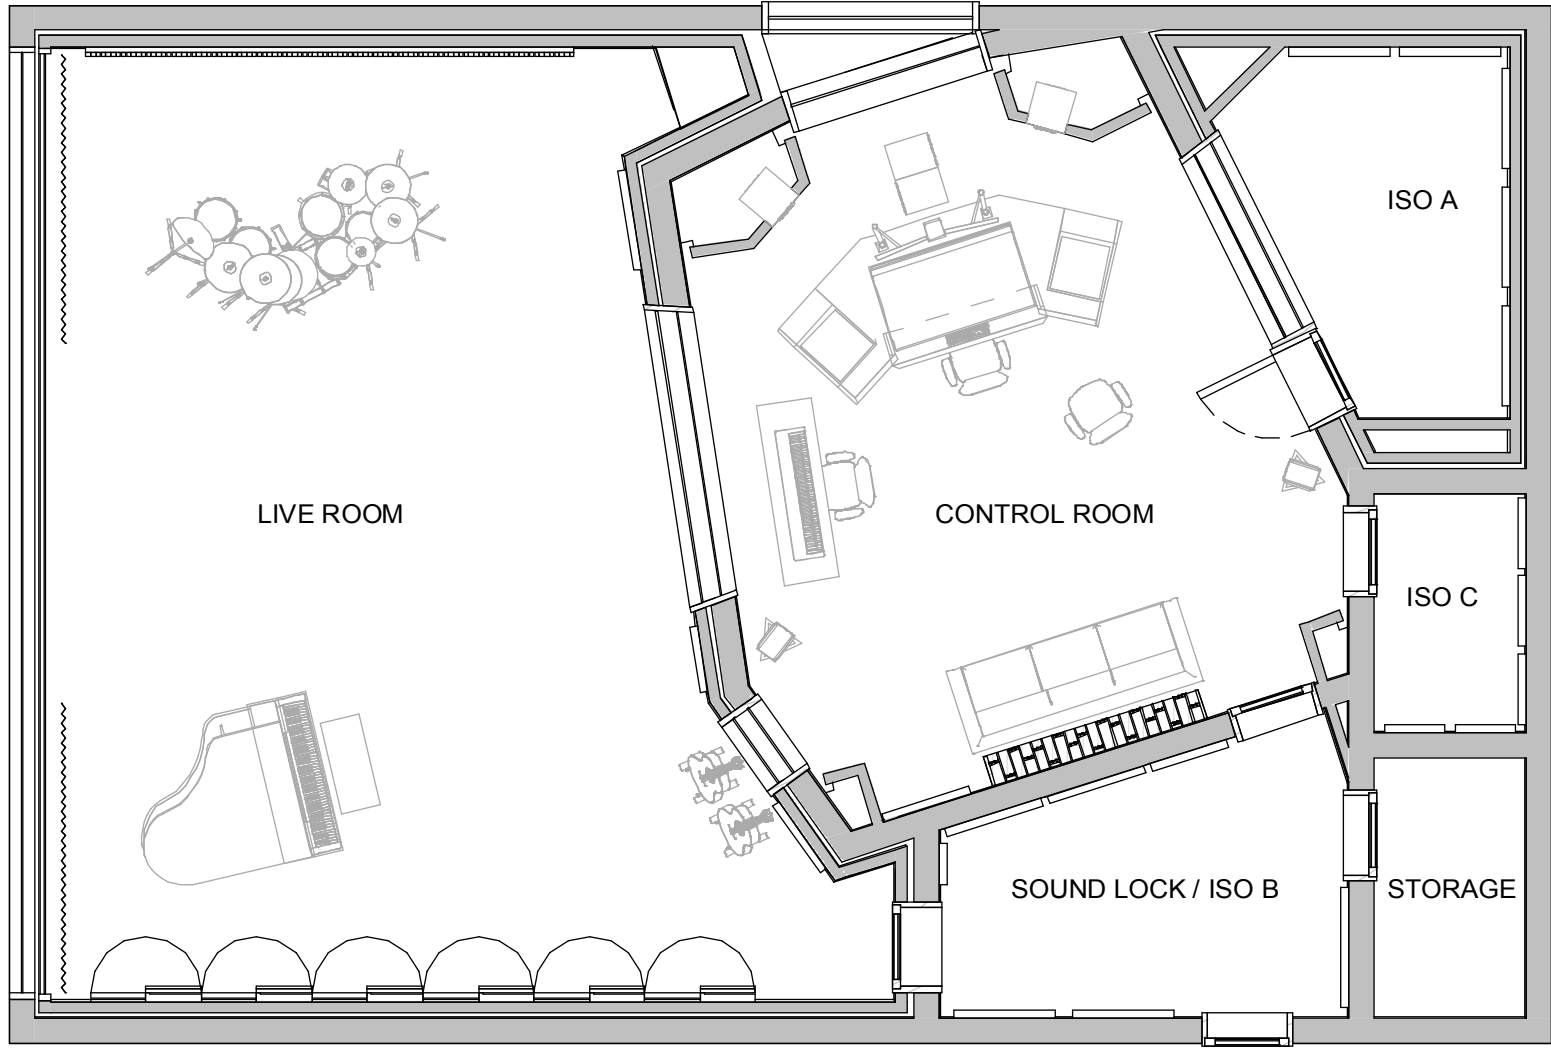 ISO A
LIVE ROOM
CONTROL ROOM
ISO C
SOUND LOCK / ISO B
STORAGE